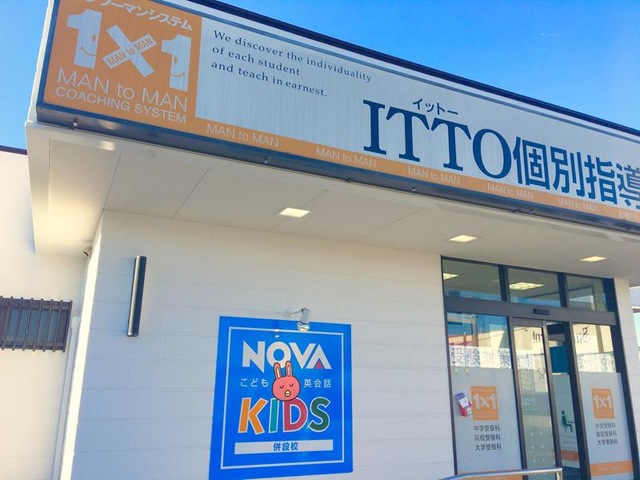 ツーマンシステム
1×1
MAN to MAN
MAN to MAN
COACHING SYSTEM
We discover the individuality
of each student
and teach in earnest.
イットー
ITTO個別指導
MAN to MAN
MAN to MAN
MAN to MAN
MAN to MAN
MAN to MAN
NOVA
こども 英会話
KIDS
併設校
1×1
中学受験科
高校受験科
大学受験科
1×1
中学受験科
高校受験科
大学受験科